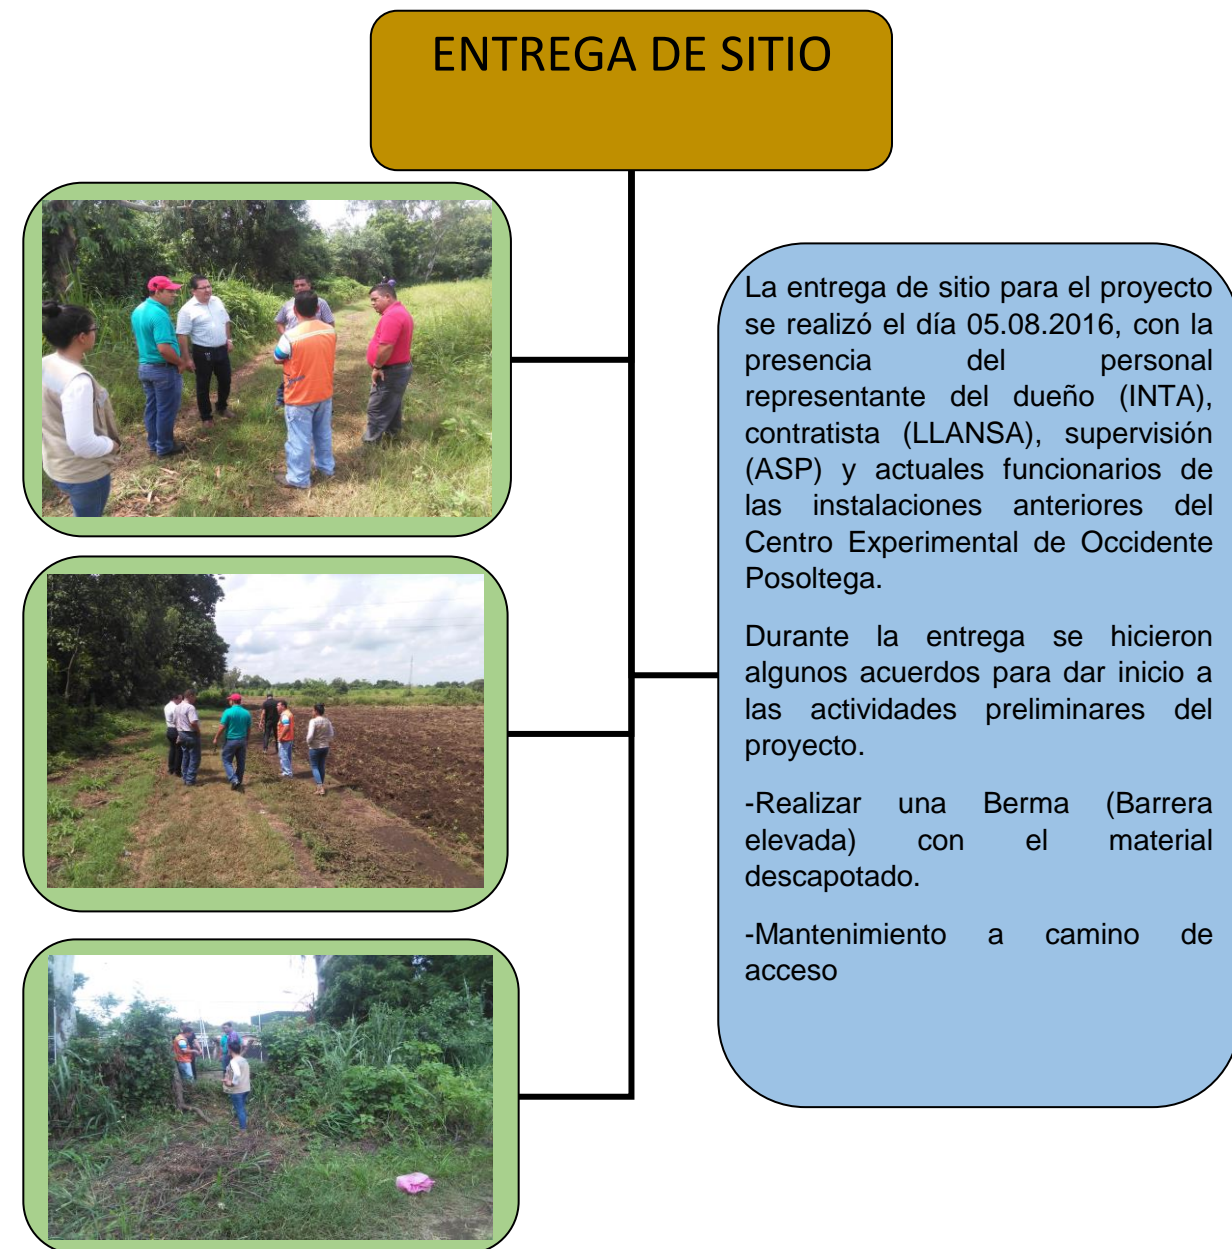 ENTREGA DE SITIO
La entrega de sitio para el proyecto
se realizó el día 05.08.2016, con la
presencia del personal
representante del dueño (INTA),
contratista (LLANSA), supervisión
(ASP) y actuales funcionarios de
las instalaciones anteriores del
Centro Experimental de Occidente
Posoltega.
Durante la entrega se hicieron
algunos acuerdos para dar inicio a
las actividades preliminares del
proyecto.
-Realizar una Berma (Barrera
elevada) con el material
descapotado.
-Mantenimiento a camino de
acceso